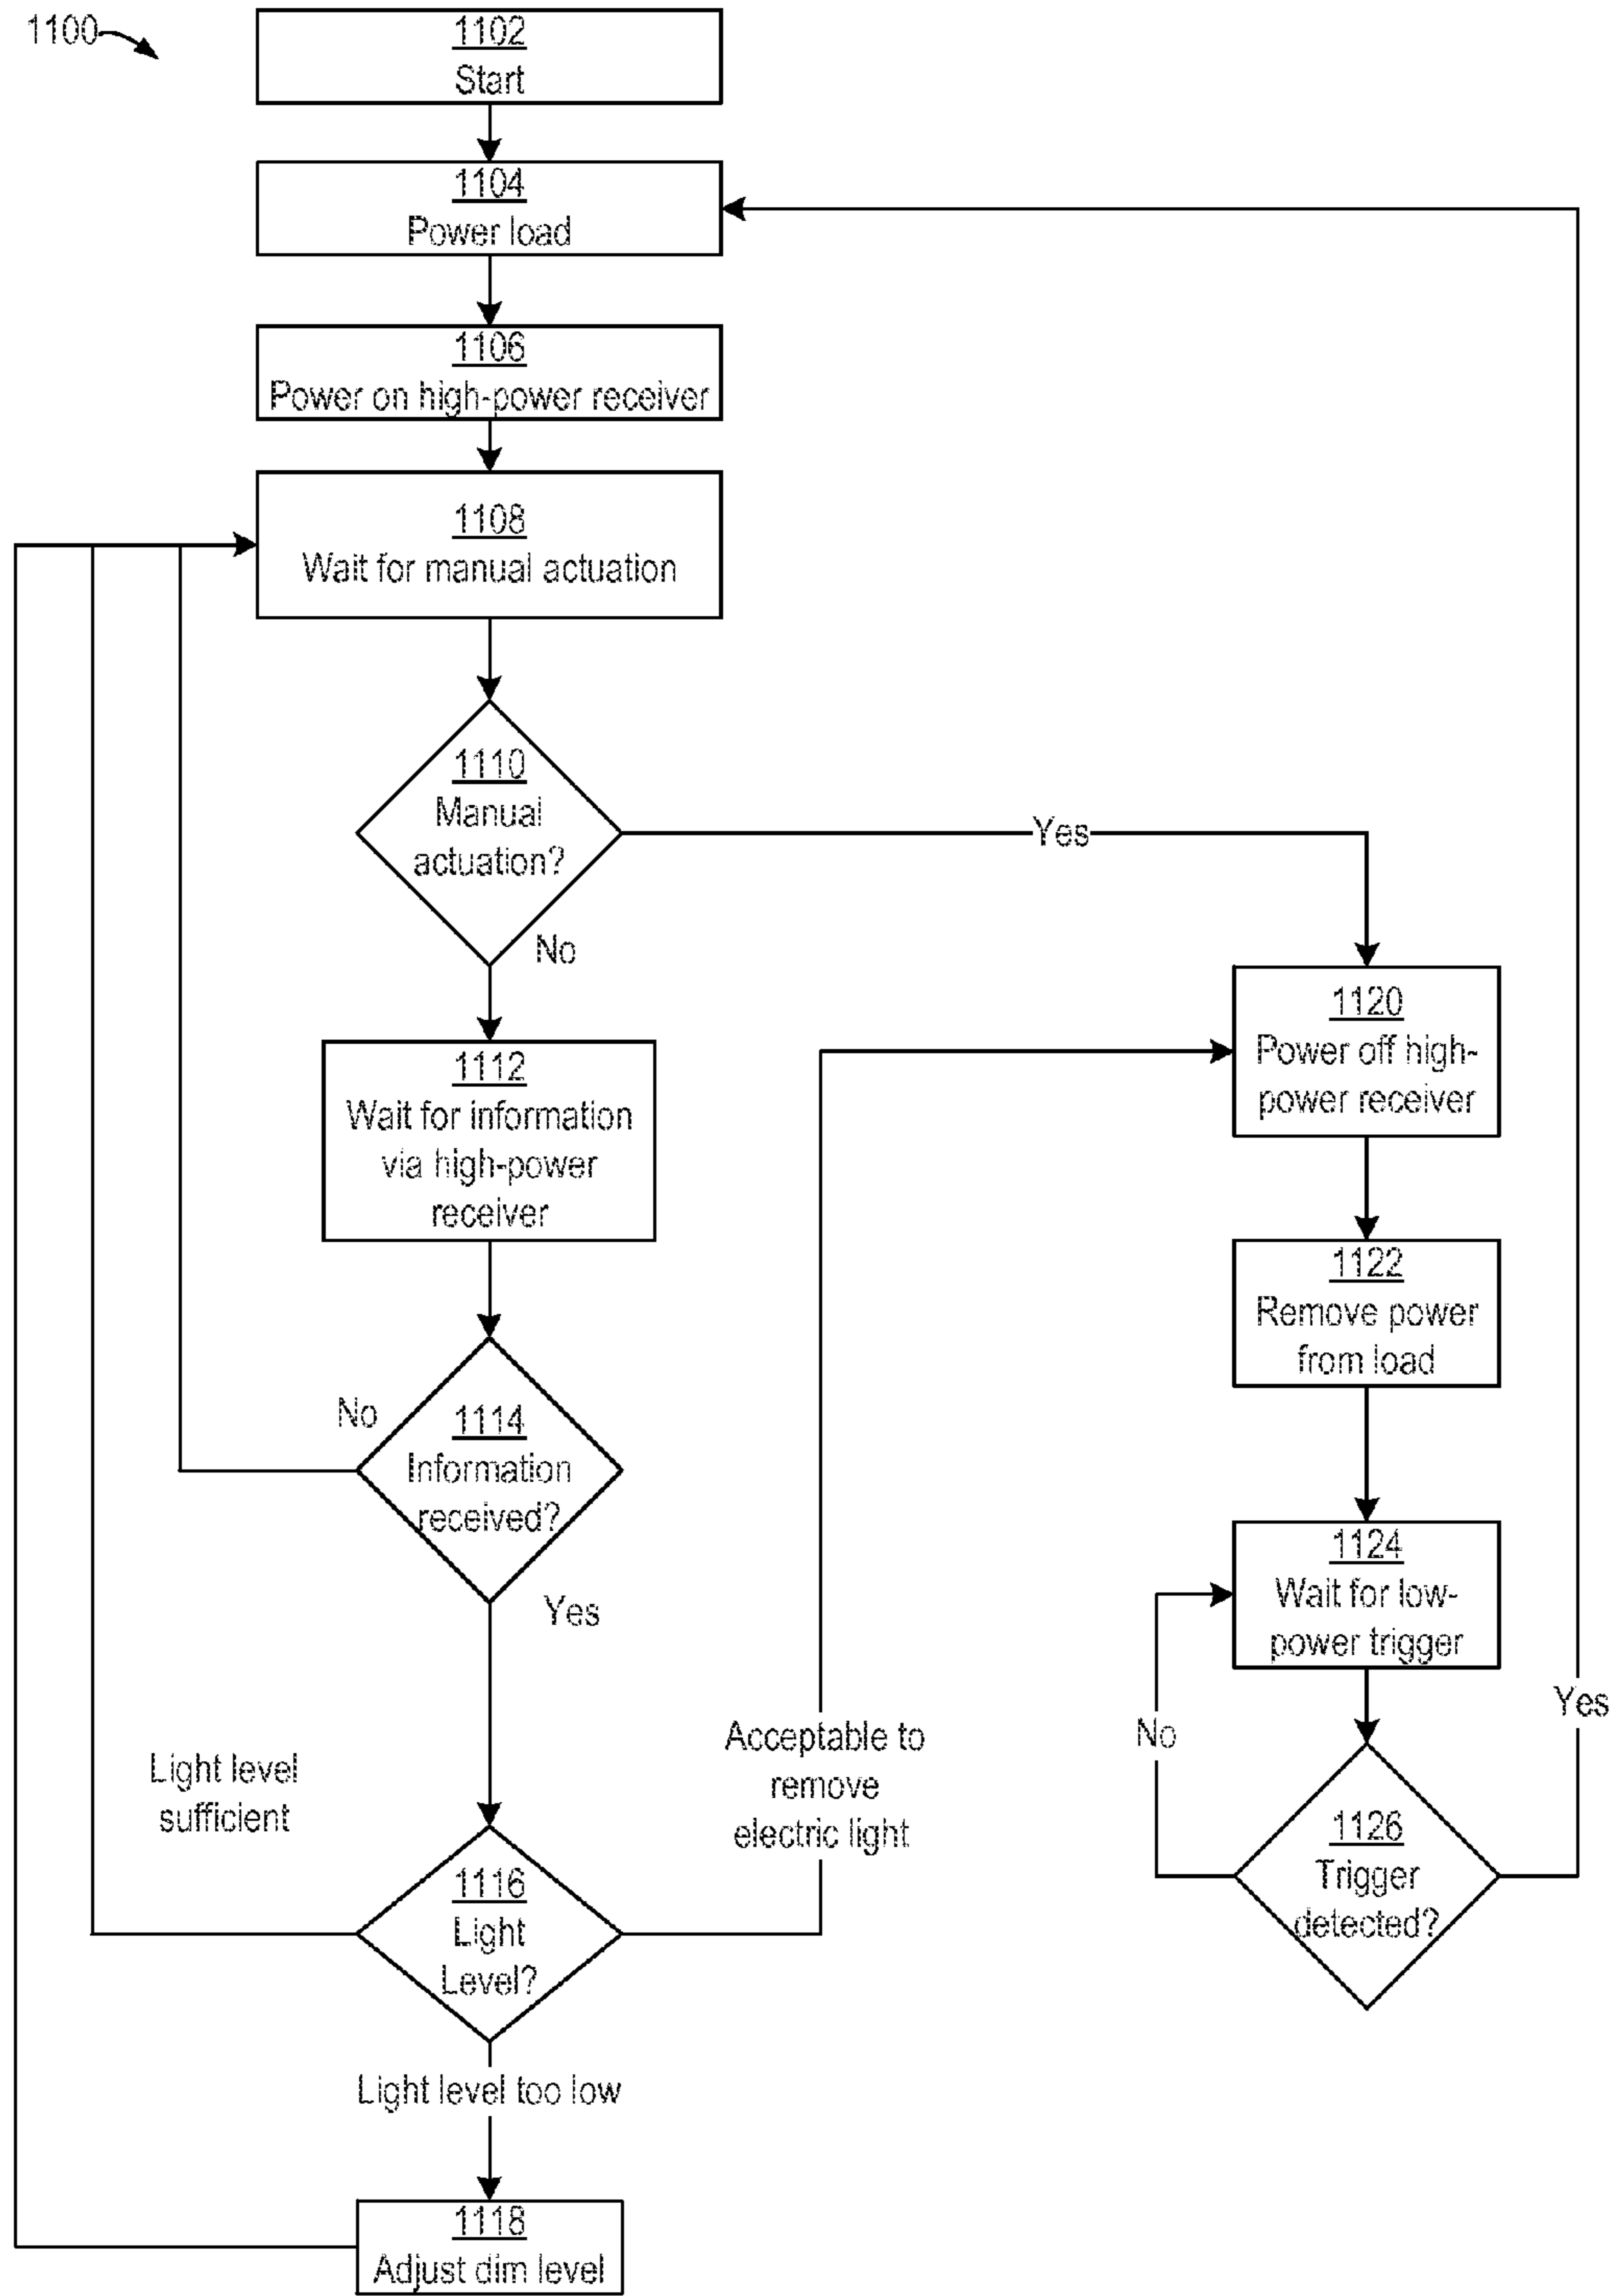 1100
1102
Start
1104
Power load
1106
Power on high-power receiver
1108
Wait for manual actuation
1110
Manual
actuation?
Yes
No
1112
Wait for information
via high-power
receiver
1114
Information
received?
No
Yes
1116
Light
Level?
Light level
sufficient
Acceptable to
remove
electric light
Light level too low
1118
Adjust dim level
1120
Power off high-
power receiver
1122
Remove power
from load
1124
Wait for low-
power trigger
1126
Trigger
detected?
No
Yes